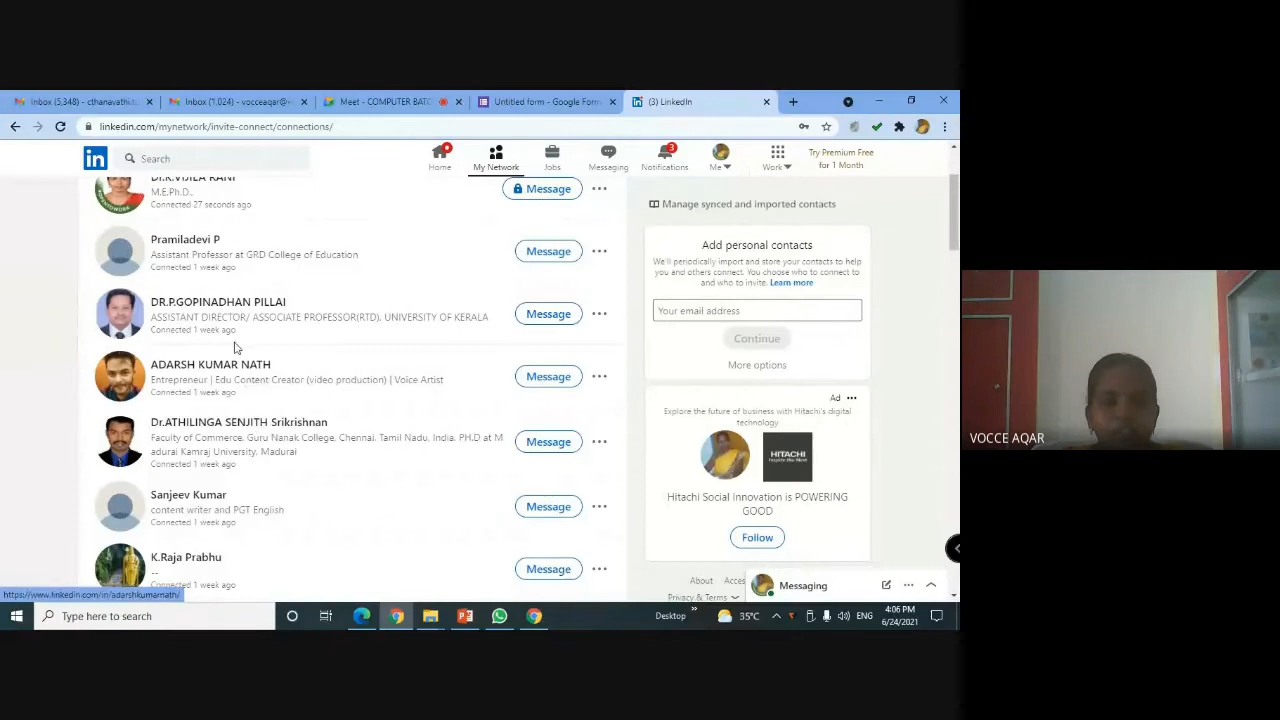 Inbox (5,348) - cthanavathi.t
Inbox (1,024) - vocceaqar@
Meet - COMPUTER BATC
Untitled form - Google Form
(3) LinkedIn
linkedin.com/mynetwork/invite-connect/connections/
in
Search
Home
My Network
Jobs
Messaging
3
Notifications
Me
Work
Try Premium Free
for 1 Month
M.E.Ph.D.,
Connected 27 seconds ago
Message
Pramiladevi P
Assistant Professor at GRD College of Education
Connected 1 week ago
Message
DR.P.GOPINADHAN PILLAI
ASSISTANT DIRECTOR/ ASSOCIATE PROFESSOR(RTD), UNIVERSITY OF KERALA
Connected 1 week ago
Message
ADARSH KUMAR NATH
Entrepreneur | Edu Content Creator (video production) | Voice Artist
Connected 1 week ago
Message
Dr.ATHILINGA SENJITH Srikrishnan
Faculty of Commerce, Guru Nanak College, Chennai, Tamil Nadu, India. PH.D at M
adurai Kamraj University, Madurai
Connected 1 week ago
Message
Sanjeev Kumar
content writer and PGT English
Connected 1 week ago
Message
K.Raja Prabhu
--
Connected 1 week ago
Message
https://www.linkedin.com/in/adarshkumarnath/
Manage synced and imported contacts
Add personal contacts
We'll periodically import and store your contacts to help
you and others connect. You choose who to connect to
and who to invite. Learn more
Your email address
Continue
More options
Ad
Explore the future of business with Hitachi's digital
technology
HITACHI
Inspire the Next
Hitachi Social Innovation is POWERING
GOOD
Follow
About
Acces
Privacy & Terms
Messaging
Type here to search
Desktop
35°C
ENG
4:06 PM
6/24/2021
VOCCE AQAR